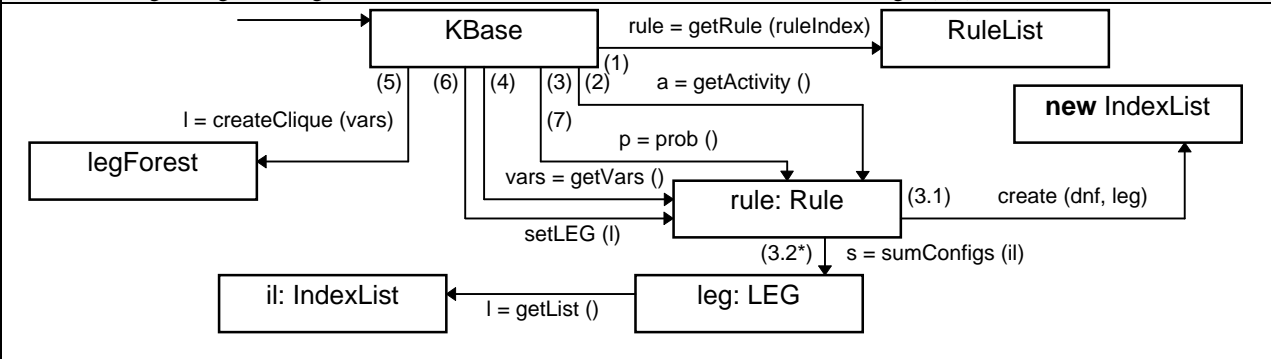 KBase
rule = getRule (ruleIndex)
RuleList
(1)
(5)
(6)
(4)
(3)
(2)
a = getActivity ()
new IndexList
l = createClique (vars)
(7)
p = prob ()
legForest
vars = getVars ()
rule: Rule
(3.1)
create (dnf, leg)
setLEG (l)
(3.2*)
s = sumConfigs (il)
il: IndexList
l = getList ()
leg: LEG